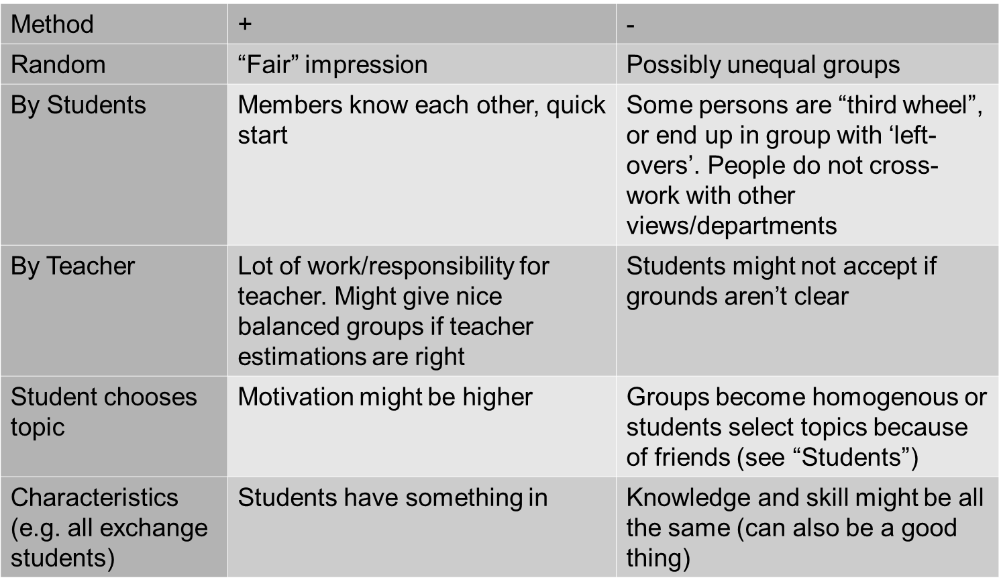 Method
+
-
Random
“Fair” impression
Possibly unequal groups
By Students
Members know each other, quick
start
Some persons are “third wheel”,
or end up in group with ‘left-
overs’. People do not cross-
work with other
views/departments
By Teacher
Lot of work/responsibility for
teacher. Might give nice
balanced groups if teacher
estimations are right
Students might not accept if
grounds aren’t clear
Student chooses
topic
Motivation might be higher
Groups become homogenous or
students select topics because
of friends (see “Students”)
Characteristics
(e.g. all exchange
students)
Students have something in
Knowledge and skill might be all
the same (can also be a good
thing)